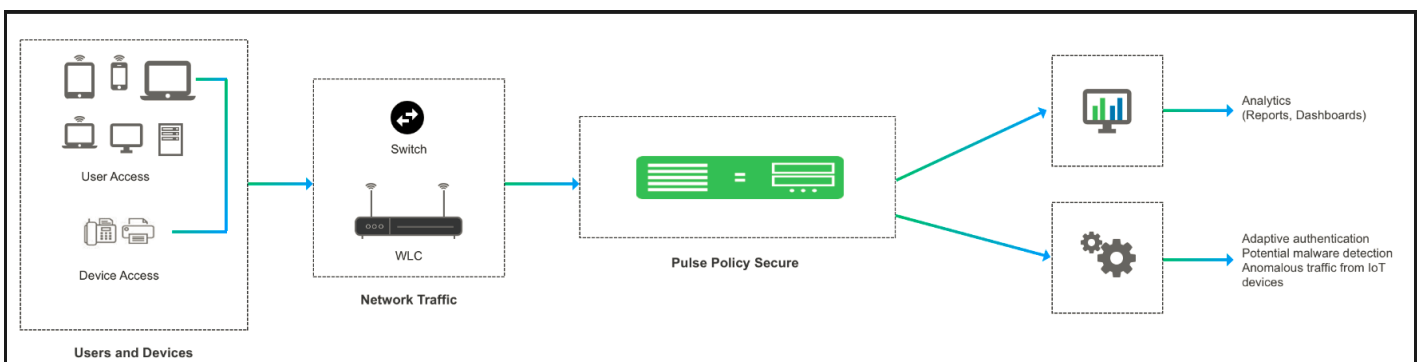 User Access
Device Access
Users and Devices
Switch
WLC
Network Traffic
Pulse Policy Secure
Analytics
(Reports, Dashboards)
Adaptive authentication
Potential malware detection
Anomalous traffic from IoT
devices